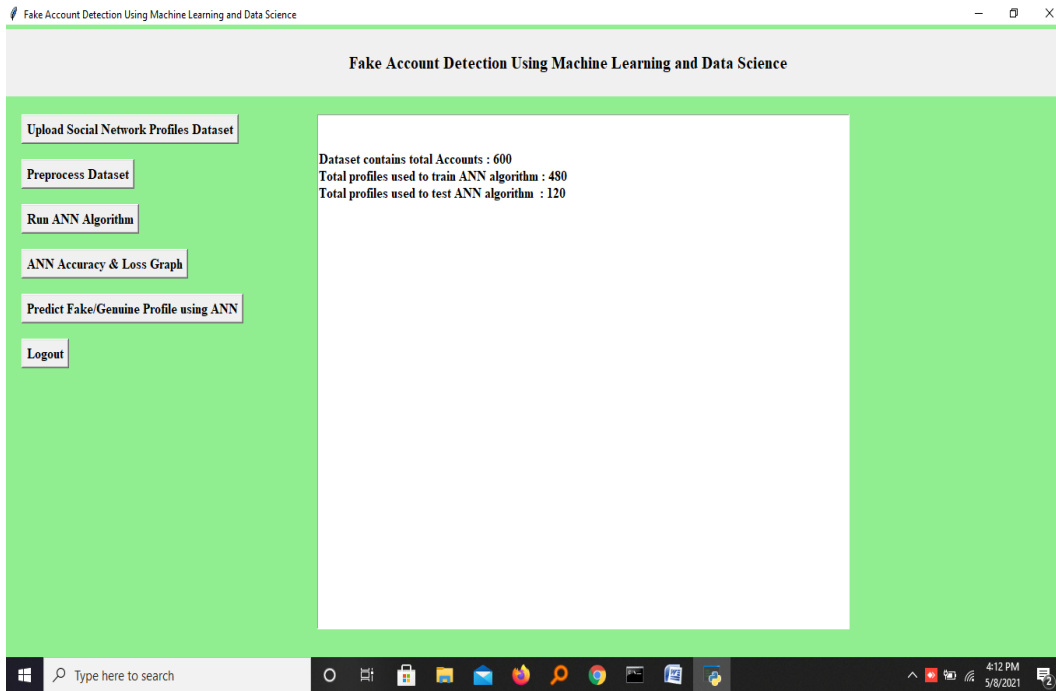 Fake Account Detection Using Machine Learning and Data Science
Fake Account Detection Using Machine Learning and Data Science
Upload Social Network Profiles Dataset
Preprocess Dataset
Run ANN Algorithm
ANN Accuracy & Loss Graph
Predict Fake/Genuine Profile using ANN
Logout
Dataset contains total Accounts : 600
Total profiles used to train ANN algorithm : 480
Total profiles used to test ANN algorithm  : 120
Type here to search
4:12 PM
5/8/2021
2